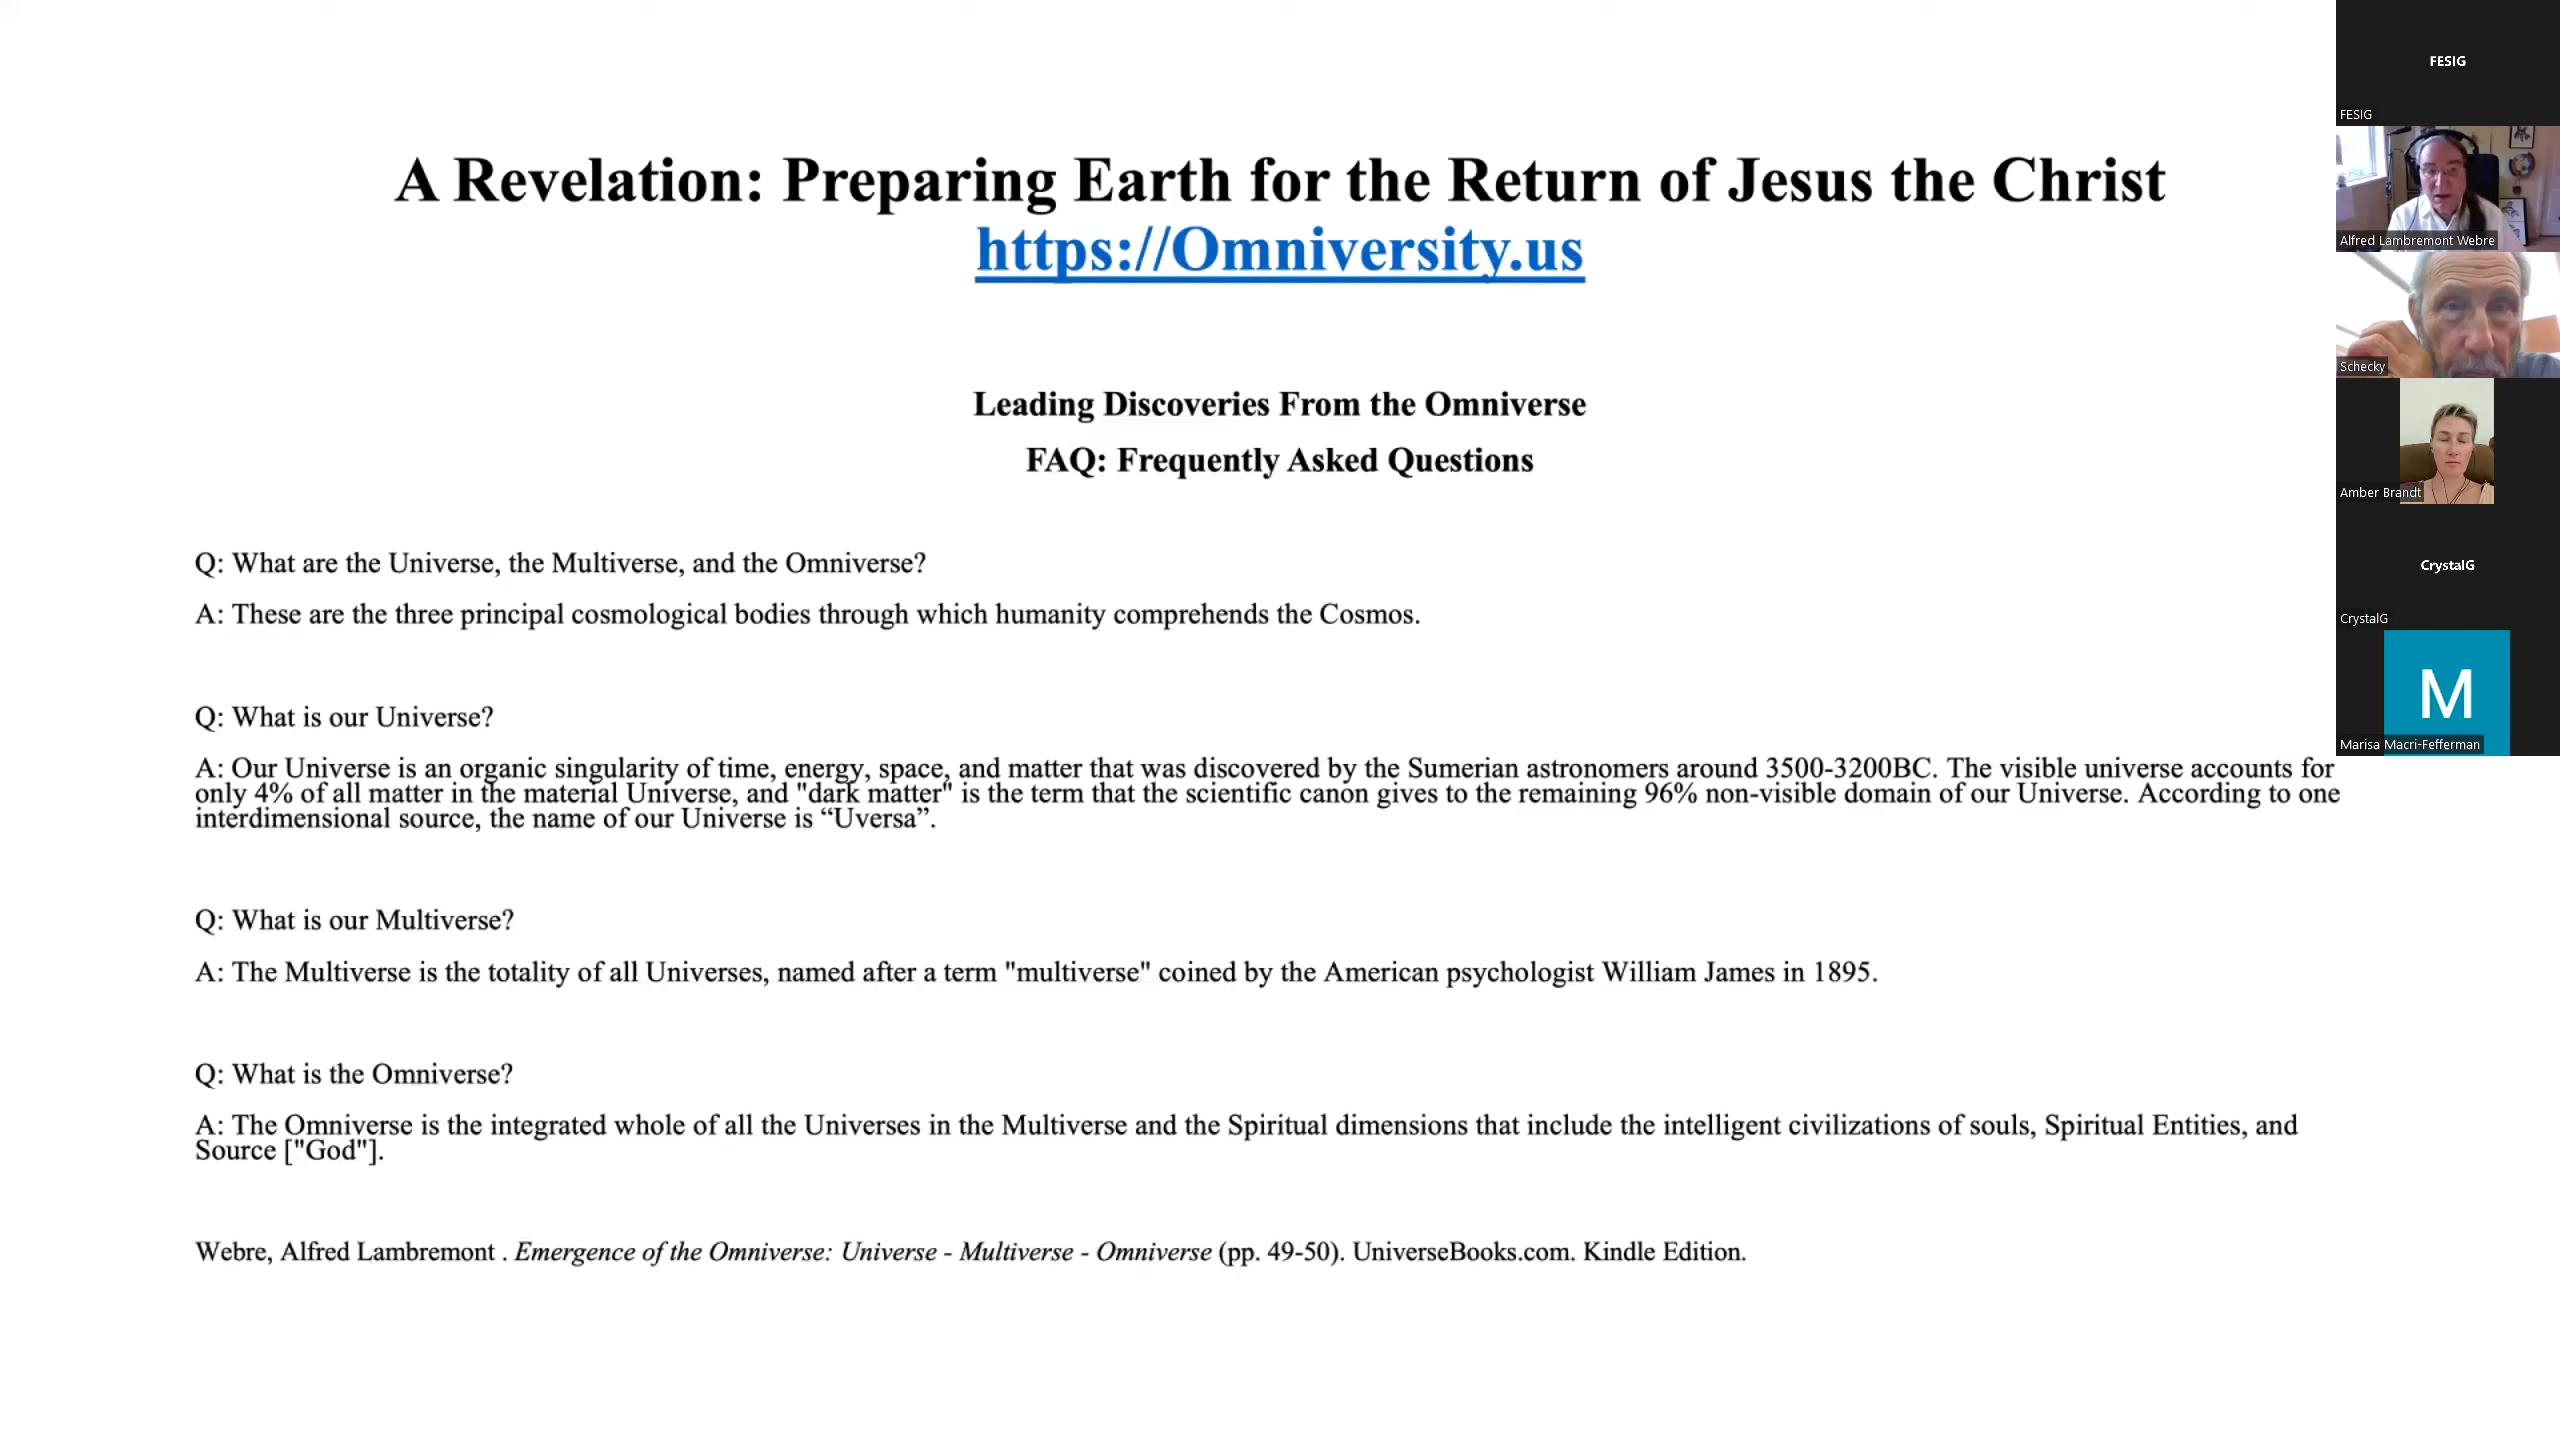 A Revelation: Preparing Earth for the Return of Jesus the Christ
https://Omniversity.us
Leading Discoveries From the Omniverse
FAQ: Frequently Asked Questions
Q: What are the Universe, the Multiverse, and the Omniverse?
A: These are the three principal cosmological bodies through which humanity comprehends the Cosmos.
Q: What is our Universe?
A: Our Universe is an organic singularity of time, energy, space, and matter that was discovered by the Sumerian astronomers around 3500-3200BC. The visible universe accounts for
only 4% of all matter in the material Universe, and "dark matter" is the term that the scientific canon gives to the remaining 96% non-visible domain of our Universe. According to one
interdimensional source, the name of our Universe is “Uversa”.
Q: What is our Multiverse?
A: The Multiverse is the totality of all Universes, named after a term "multiverse" coined by the American psychologist William James in 1895.
Q: What is the Omniverse?
A: The Omniverse is the integrated whole of all the Universes in the Multiverse and the Spiritual dimensions that include the intelligent civilizations of souls, Spiritual Entities, and
Source ["God"].
Webre, Alfred Lambremont . Emergence of the Omniverse: Universe - Multiverse - Omniverse (pp. 49-50). UniverseBooks.com. Kindle Edition.
FESIG
FESIG
Alfred Lambremont Webre
Schecky
Amber Brandt
CrystalG
CrystalG
M
Marisa Macri-Fefferman